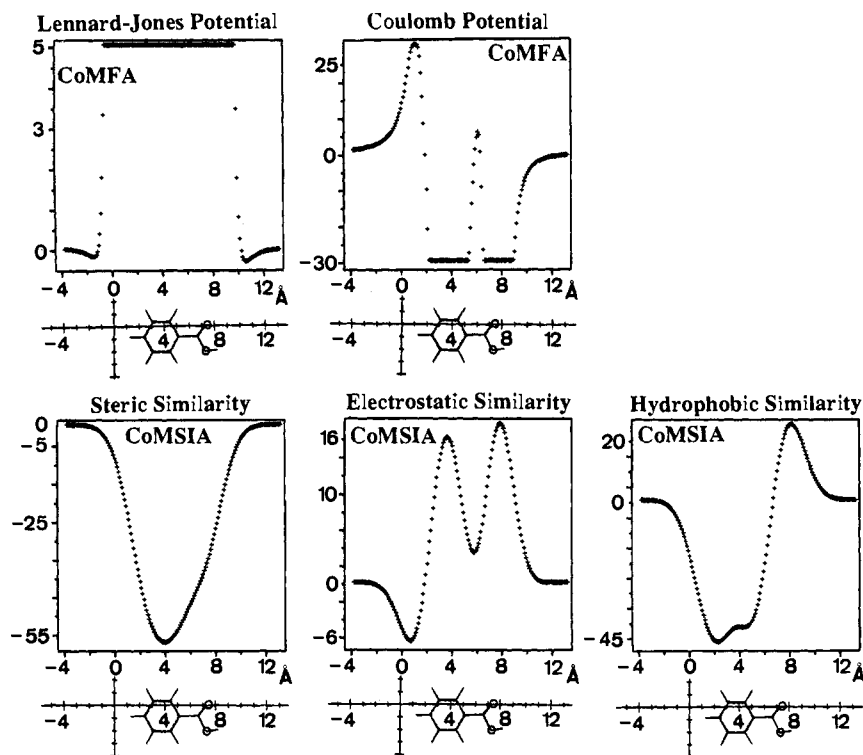 Lennard-Jones Potential
Coulomb Potential
5
3
0
CoMFA
-4 0 4 8 12 Å
-4 4 8 12
25
0
-30
CoMFA
-4 0 4 8 12 Å
-4 4 8 12
Steric Similarity
Electrostatic Similarity
Hydrophobic Similarity
0
-5
-25
-55
CoMSIA
-4 0 4 8 12 Å
-4 4 8 12
16
10
0
-6
CoMSIA
-4 0 4 8 12 Å
-4 4 8 12
20
0
-45
CoMSIA
-4 0 4 8 12 Å
-4 4 8 12